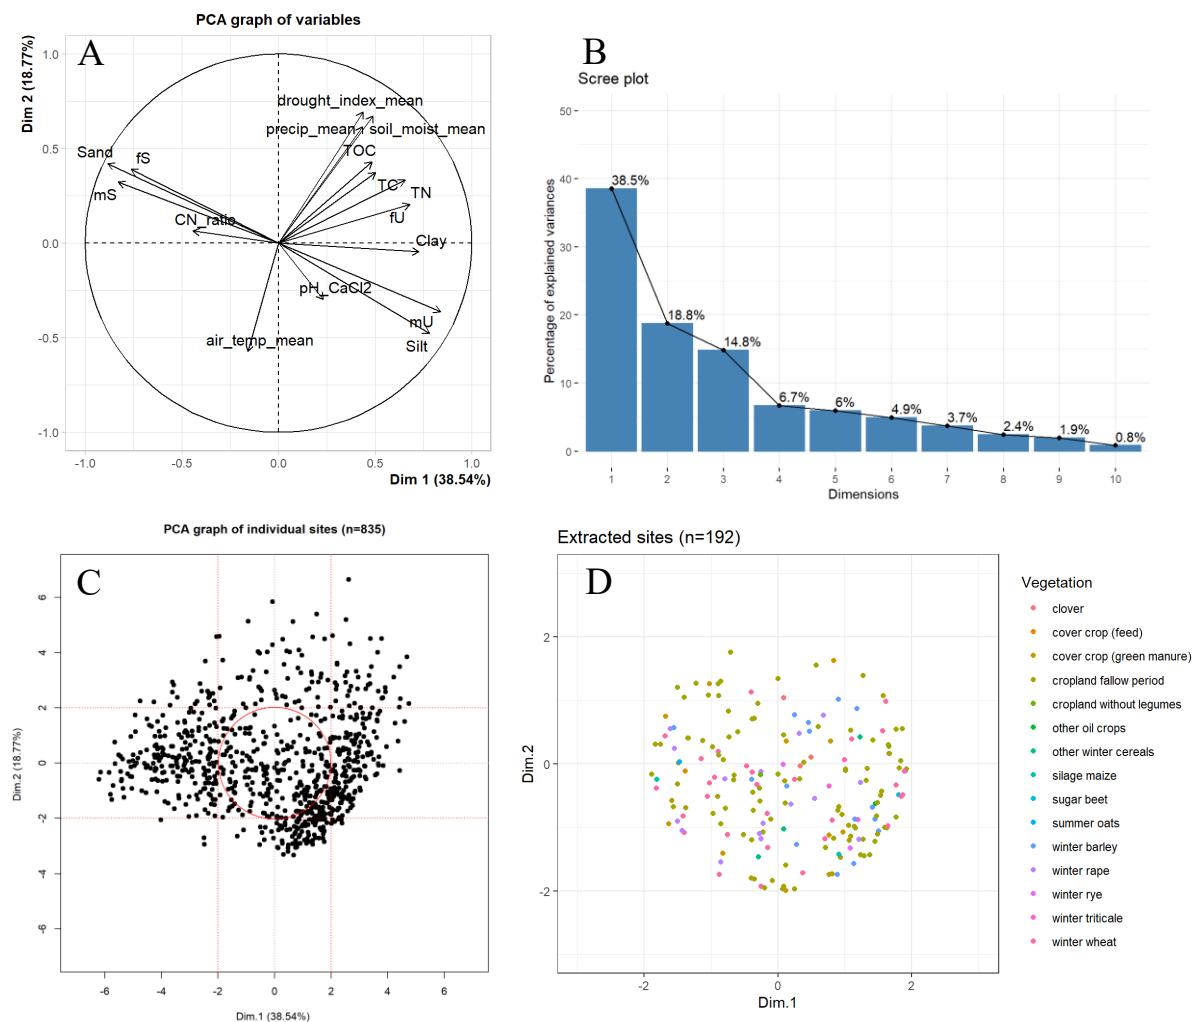 PCA graph of variables
A
Dim 2 (18.77%)
1.0
0.5
0.0
-0.5
-1.0
drought_index_mean
precip_mean
soil_moist_mean
TOC
Sand
fS
mS
TC
TN
CN_ratio
fU
Clay
pH_CaCl2
mU
air_temp_mean
Silt
-1.0
-0.5
0.0
0.5
1.0
Dim 1 (38.54%)
B
Scree plot
Percentage of explained variances
50
40
30
20
10
0
38.5%
18.8%
14.8%
6.7%
6%
4.9%
3.7%
2.4%
1.9%
0.8%
1
2
3
4
5
6
7
8
9
10
Dimensions
PCA graph of individual sites (n=835)
C
Dim.2 (18.77%)
6
4
2
0
-2
-4
-6
-6
-4
-2
0
2
4
6
Dim.1 (38.54%)
Extracted sites (n=192)
D
Dim.2
2
0
-2
-2
0
2
Dim.1
Vegetation
clover
cover crop (feed)
cover crop (green manure)
cropland fallow period
cropland without legumes
other oil crops
other winter cereals
silage maize
sugar beet
summer oats
winter barley
winter rape
winter rye
winter triticale
winter wheat